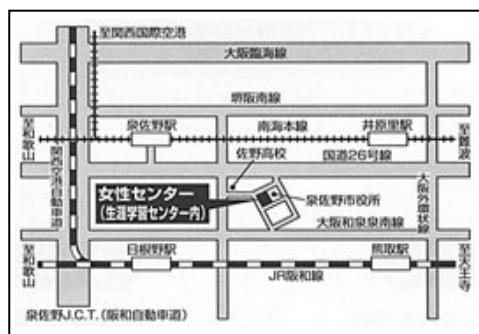 至関西国際空港
大阪臨海線
堺阪南線
至和歌山
泉佐野駅
南海本線
井原里駅
至難波
佐野高校
国道26号線
関西空港自動車道
女性センター
(生涯学習センター内)
泉佐野市役所
大阪外環状線
大阪和泉泉南線
至和歌山
日根野駅
熊取駅
至天王寺
JR阪和線
泉佐野J.C.T.(阪和自動車道)